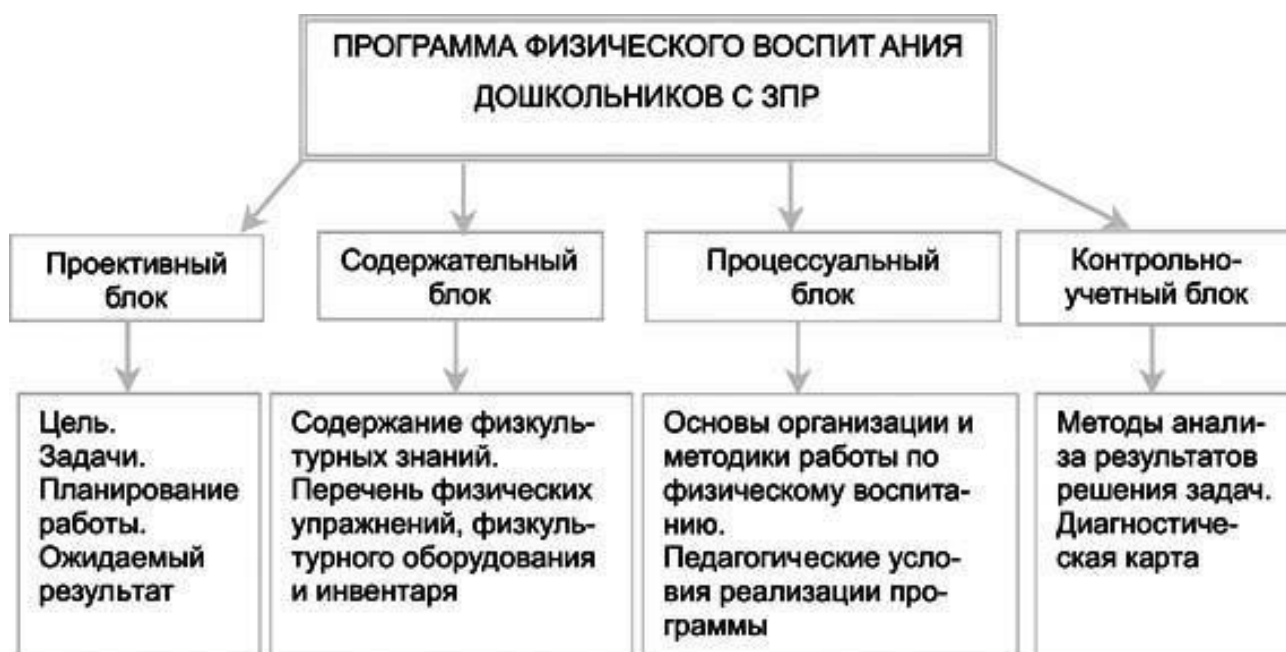 ПРОГРАММА ФИЗИЧЕСКОГО ВОСПИТАНИЯ
ДОШКОЛЬНИКОВ С ЗПР
Проективный
блок
Содержательный
блок
Процессуальный
блок
Контрольно-
учетный блок
Цель.
Задачи.
Планирование
работы.
Ожидаемый
результат
Содержание физкуль-
турных знаний.
Перечень физических
упражнений, физкуль-
турного оборудования
и инвентаря
Основы организации и
методики работы по
физическому воспита-
нию.
Педагогические усло-
вия реализации про-
граммы
Методы анали-
за результатов
решения задач.
Диагностиче-
ская карта